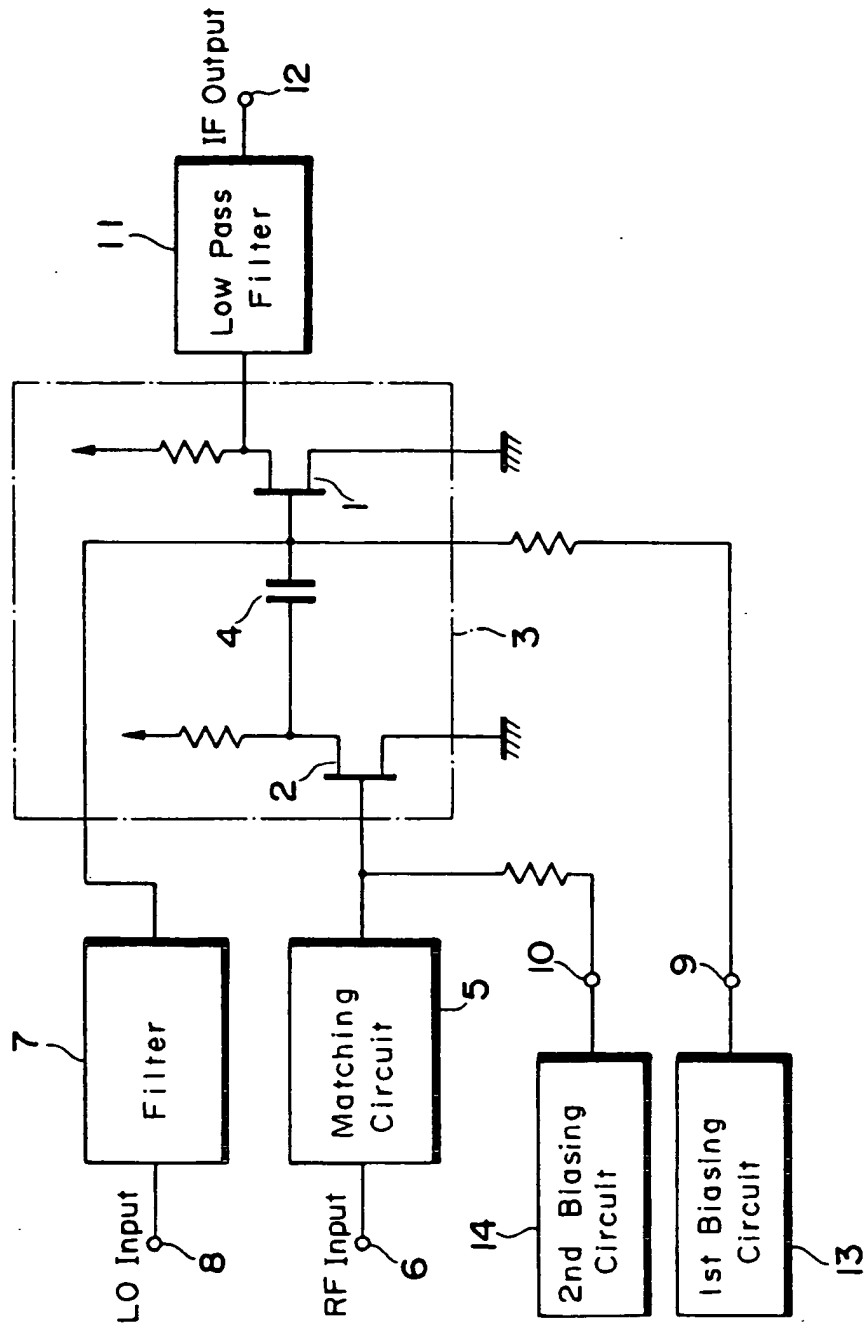 7
Filter
LO Input
8
Matching
Circuit
5
RF Input
6
2
4
3
1
11
Low Pass
Filter
IF Output
12
10
9
14
2nd Biasing
Circuit
1st Biasing
Circuit
13